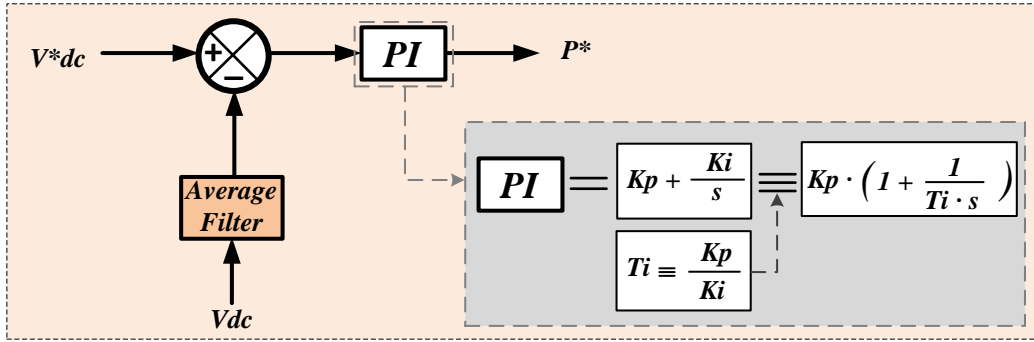 V*dc
+
−
PI
P*
Average
Filter
Vdc
PI = Kp + Ki/s ≡ Kp · (1 + 1/(Ti · s))
Ti ≡ Kp/Ki